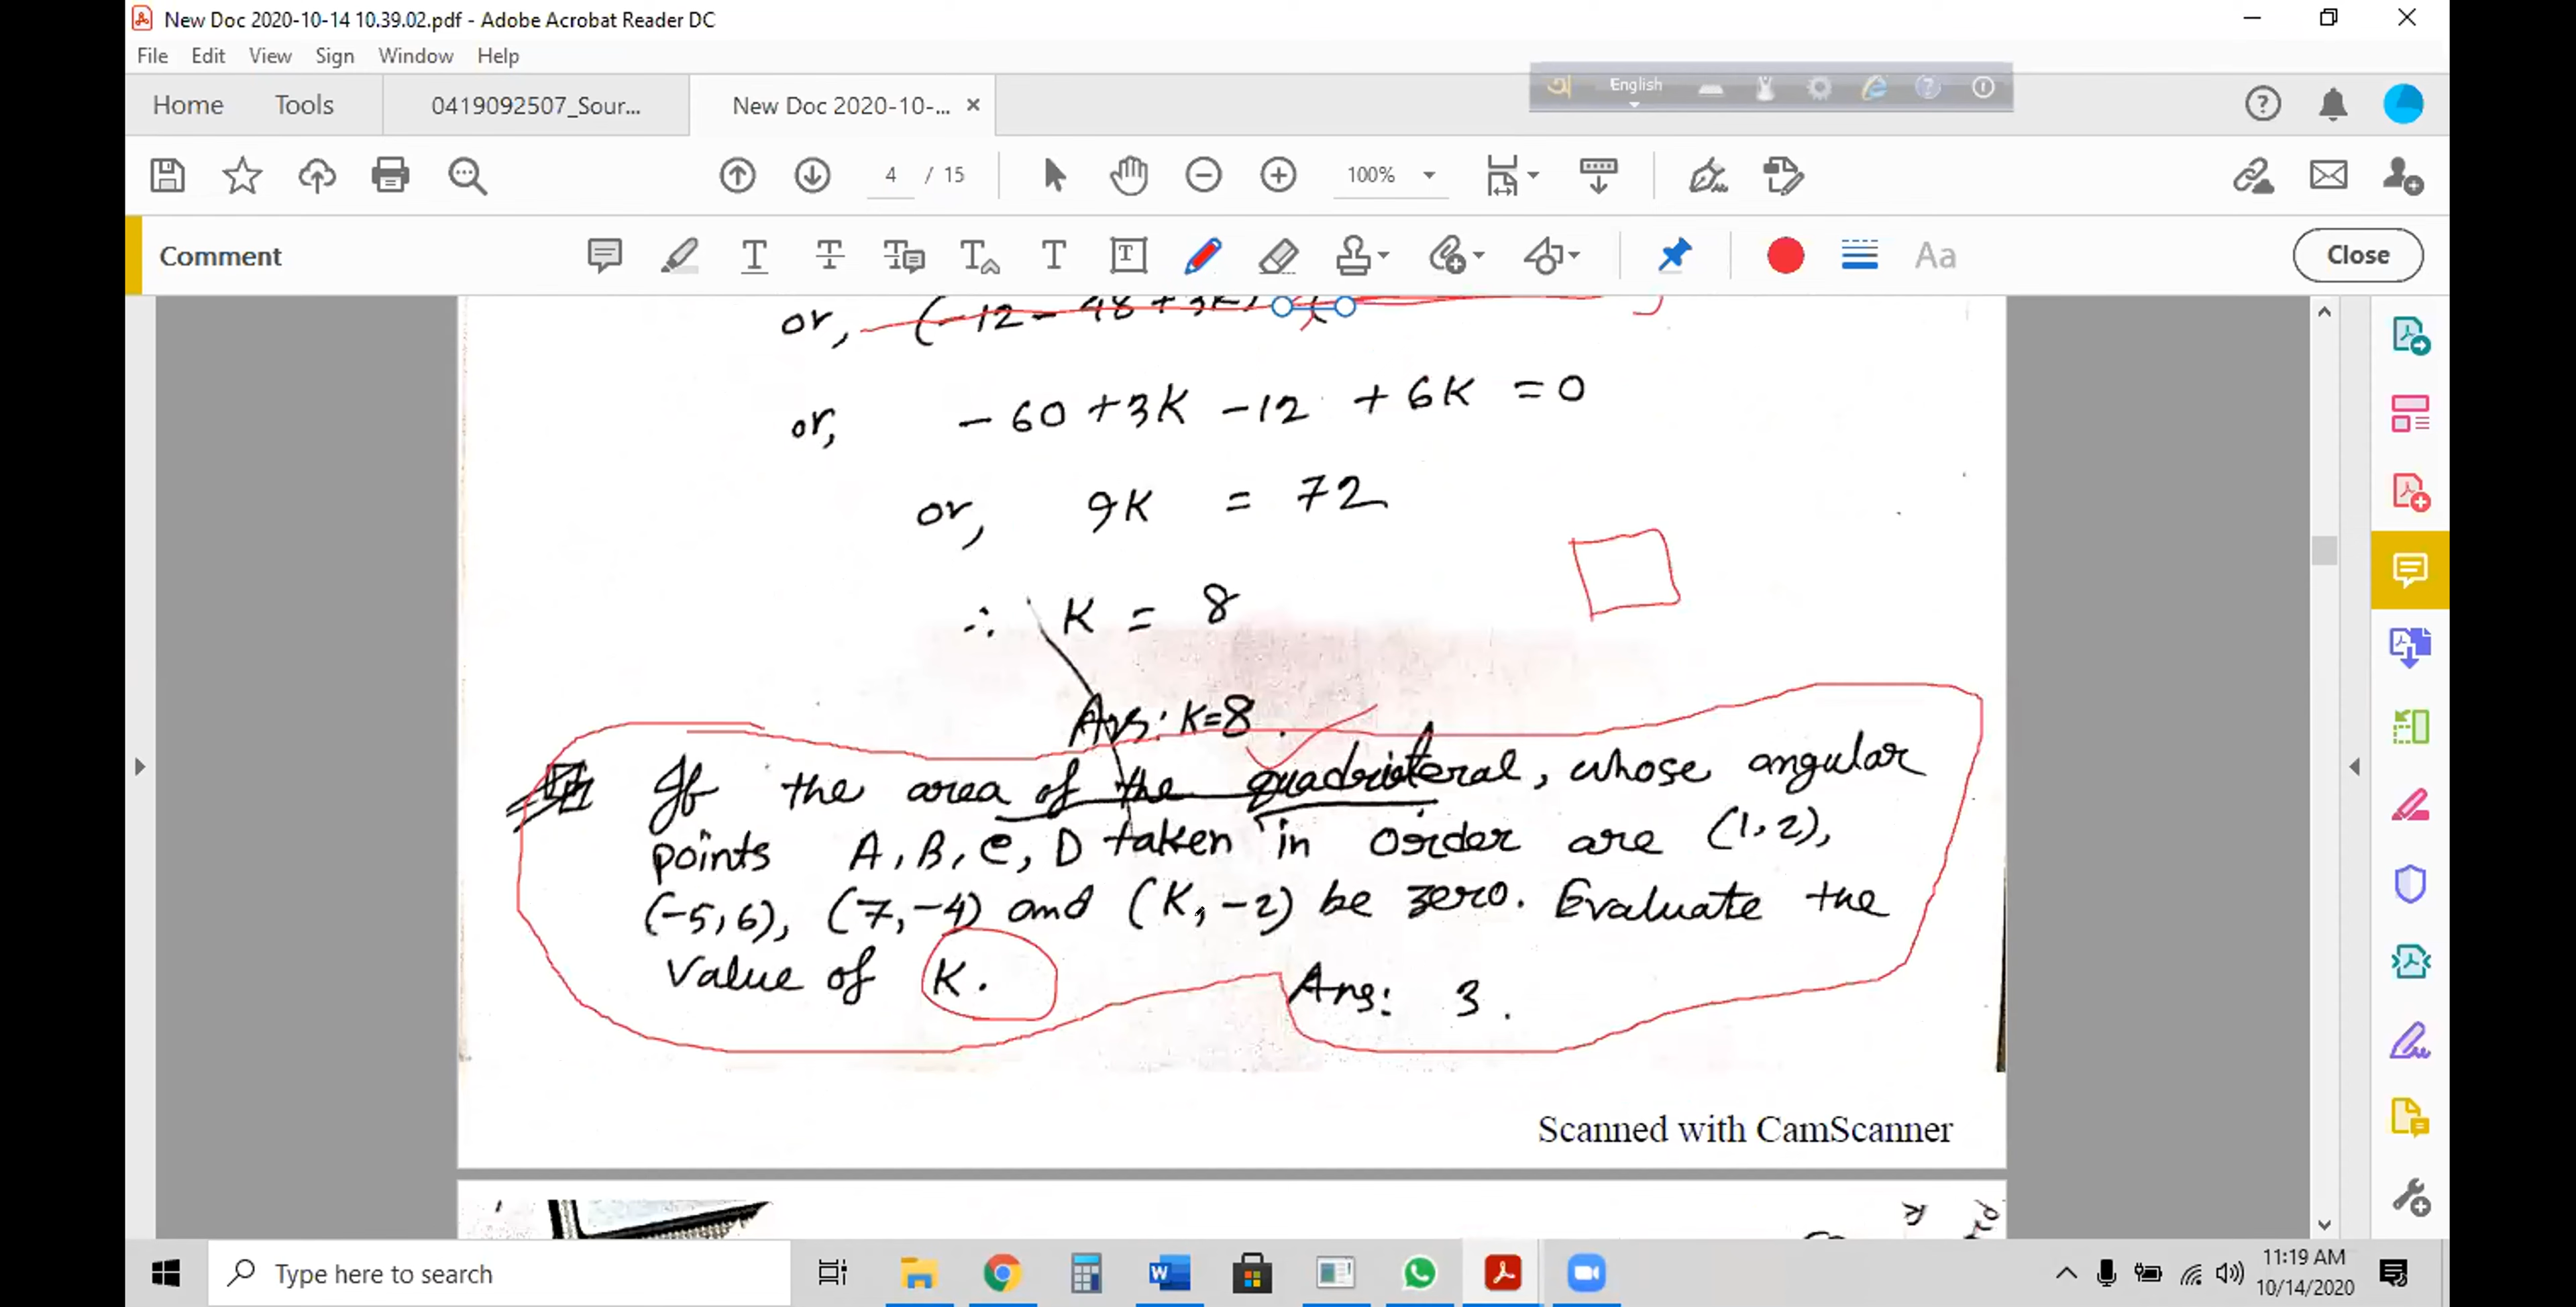 New Doc 2020-10-14 10.39.02.pdf - Adobe Acrobat Reader DC
File Edit View Sign Window Help
English
Home Tools 0419092507_Sour... New Doc 2020-10-...
4 / 15 100%
Comment Close
or, (-12 - 48 + 3K)
or, - 60 + 3K - 12 + 6K = 0
or, 9K = 72
∴ K = 8
Ans: K=8.
If the area of the quadrilateral, whose angular
points A, B, C, D taken in order are (1, 2),
(-5, 6), (7, -4) and (K, -2) be zero. Evaluate the
value of K. Ans: 3.
Scanned with CamScanner
Type here to search
11:19 AM
10/14/2020